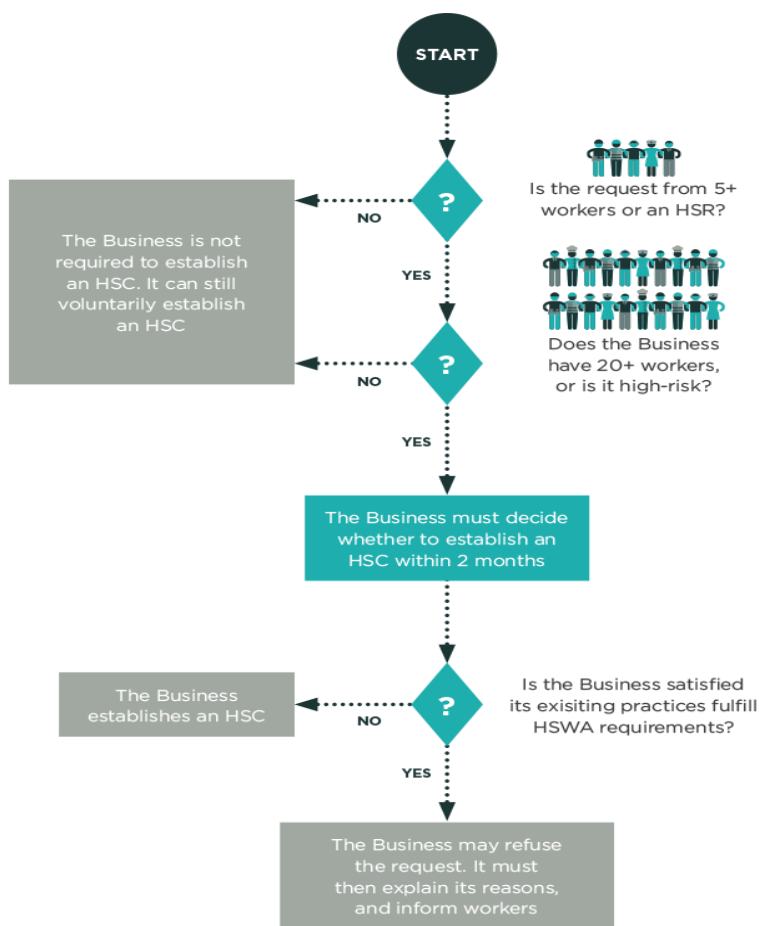 START
?
Is the request from 5+
workers or an HSR?
NO
The Business is not
required to establish
an HSC. It can still
voluntarily establish
an HSC
YES
?
Does the Business
have 20+ workers,
or is it high-risk?
NO
YES
The Business must decide
whether to establish an
HSC within 2 months
?
Is the Business satisfied
its exisiting practices fulfill
HSWA requirements?
NO
The Business
establishes an HSC
YES
The Business may refuse
the request. It must
then explain its reasons,
and inform workers